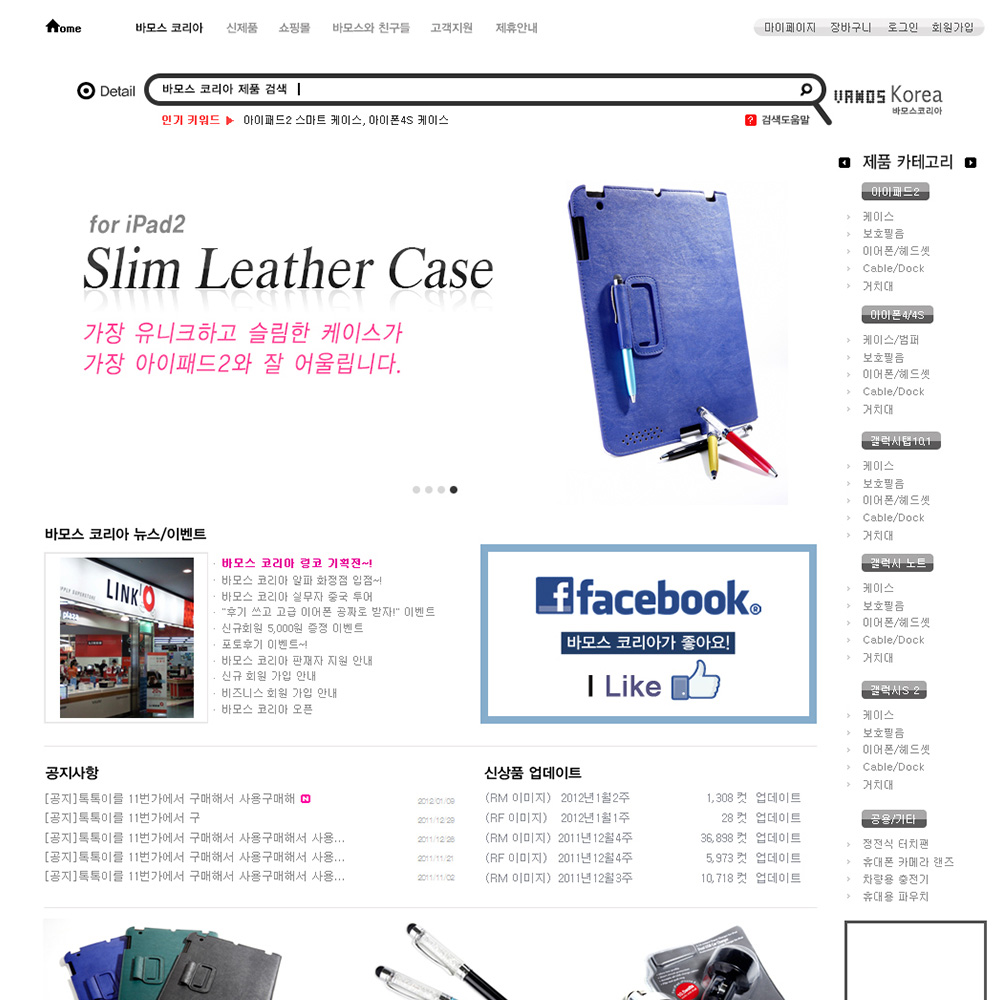 Home
바모스 코리아 신제품 쇼핑몰 바모스와 친구들 고객지원 제휴안내
마이페이지 장바구니 로그인 회원가입
Detail
바모스 코리아 제품 검색
VAMOS Korea
바모스코리아
인기 키워드 ▶ 아이패드2 스마트 케이스, 아이폰4S 케이스
? 검색도움말
for iPad2
Slim Leather Case
가장 유니크하고 슬림한 케이스가
가장 아이패드2와 잘 어울립니다.
제품 카테고리
아이패드2
케이스
보호필음
이어폰/헤드셋
Cable/Dock
거치대
아이폰4/4S
케이스/범퍼
보호필음
이어폰/헤드셋
Cable/Dock
거치대
갤럭시탭10.1
케이스
보호필음
이어폰/헤드셋
Cable/Dock
거치대
갤럭시 노트
케이스
보호필음
이어폰/헤드셋
Cable/Dock
거치대
갤럭시S 2
케이스
보호필음
이어폰/헤드셋
Cable/Dock
거치대
공용/기타
정전식 터치팬
휴대폰 카메라 랜즈
차량용 충전기
휴대용 파우치
바모스 코리아 뉴스/이벤트
LINKO
바모스 코리아 링코 기획전~!
바모스 코리아 알파 화정점 입점~!
바모스 코리아 실무자 중국 투어
"후기 쓰고 고급 이어폰 공짜로 받자!" 이벤트
신규회원 5,000원 증정 이벤트
포토후기 이벤트~!
바모스 코리아 판재자 지원 안내
신규 회원 가입 안내
비즈니스 회원 가입 안내
바모스 코리아 오픈
facebook®
바모스 코리아가 좋아요!
I Like
공지사항
[공지]톡톡이를 11번가에서 구매해서 사용구매해 N 2012/01/09
[공지]톡톡이를 11번가에서 구 2011/12/29
[공지]톡톡이를 11번가에서 구매해서 사용구매해서 사용... 2011/12/26
[공지]톡톡이를 11번가에서 구매해서 사용구매해서 사용... 2011/11/21
[공지]톡톡이를 11번가에서 구매해서 사용구매해서 사용... 2011/11/02
신상품 업데이트
(RM 이미지) 2012년1월2주 1,308 컷 업데이트
(RF 이미지) 2012년1월1주 28 컷 업데이트
(RM 이미지) 2011년12월4주 36,898 컷 업데이트
(RF 이미지) 2011년12월4주 5,973 컷 업데이트
(RM 이미지) 2011년12월3주 10,718 컷 업데이트